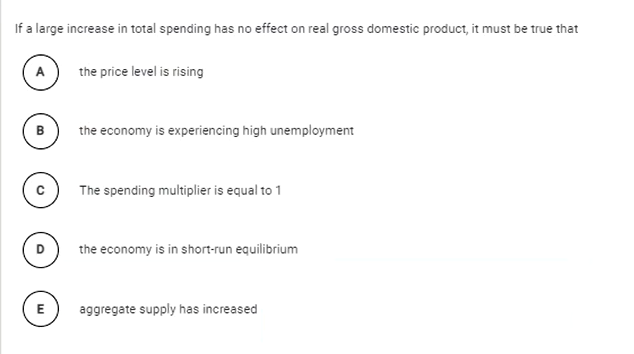 If a large increase in total spending has no effect on real gross domestic product, it must be true that
A the price level is rising
B the economy is experiencing high unemployment
C The spending multiplier is equal to 1
D the economy is in short-run equilibrium
E aggregate supply has increased